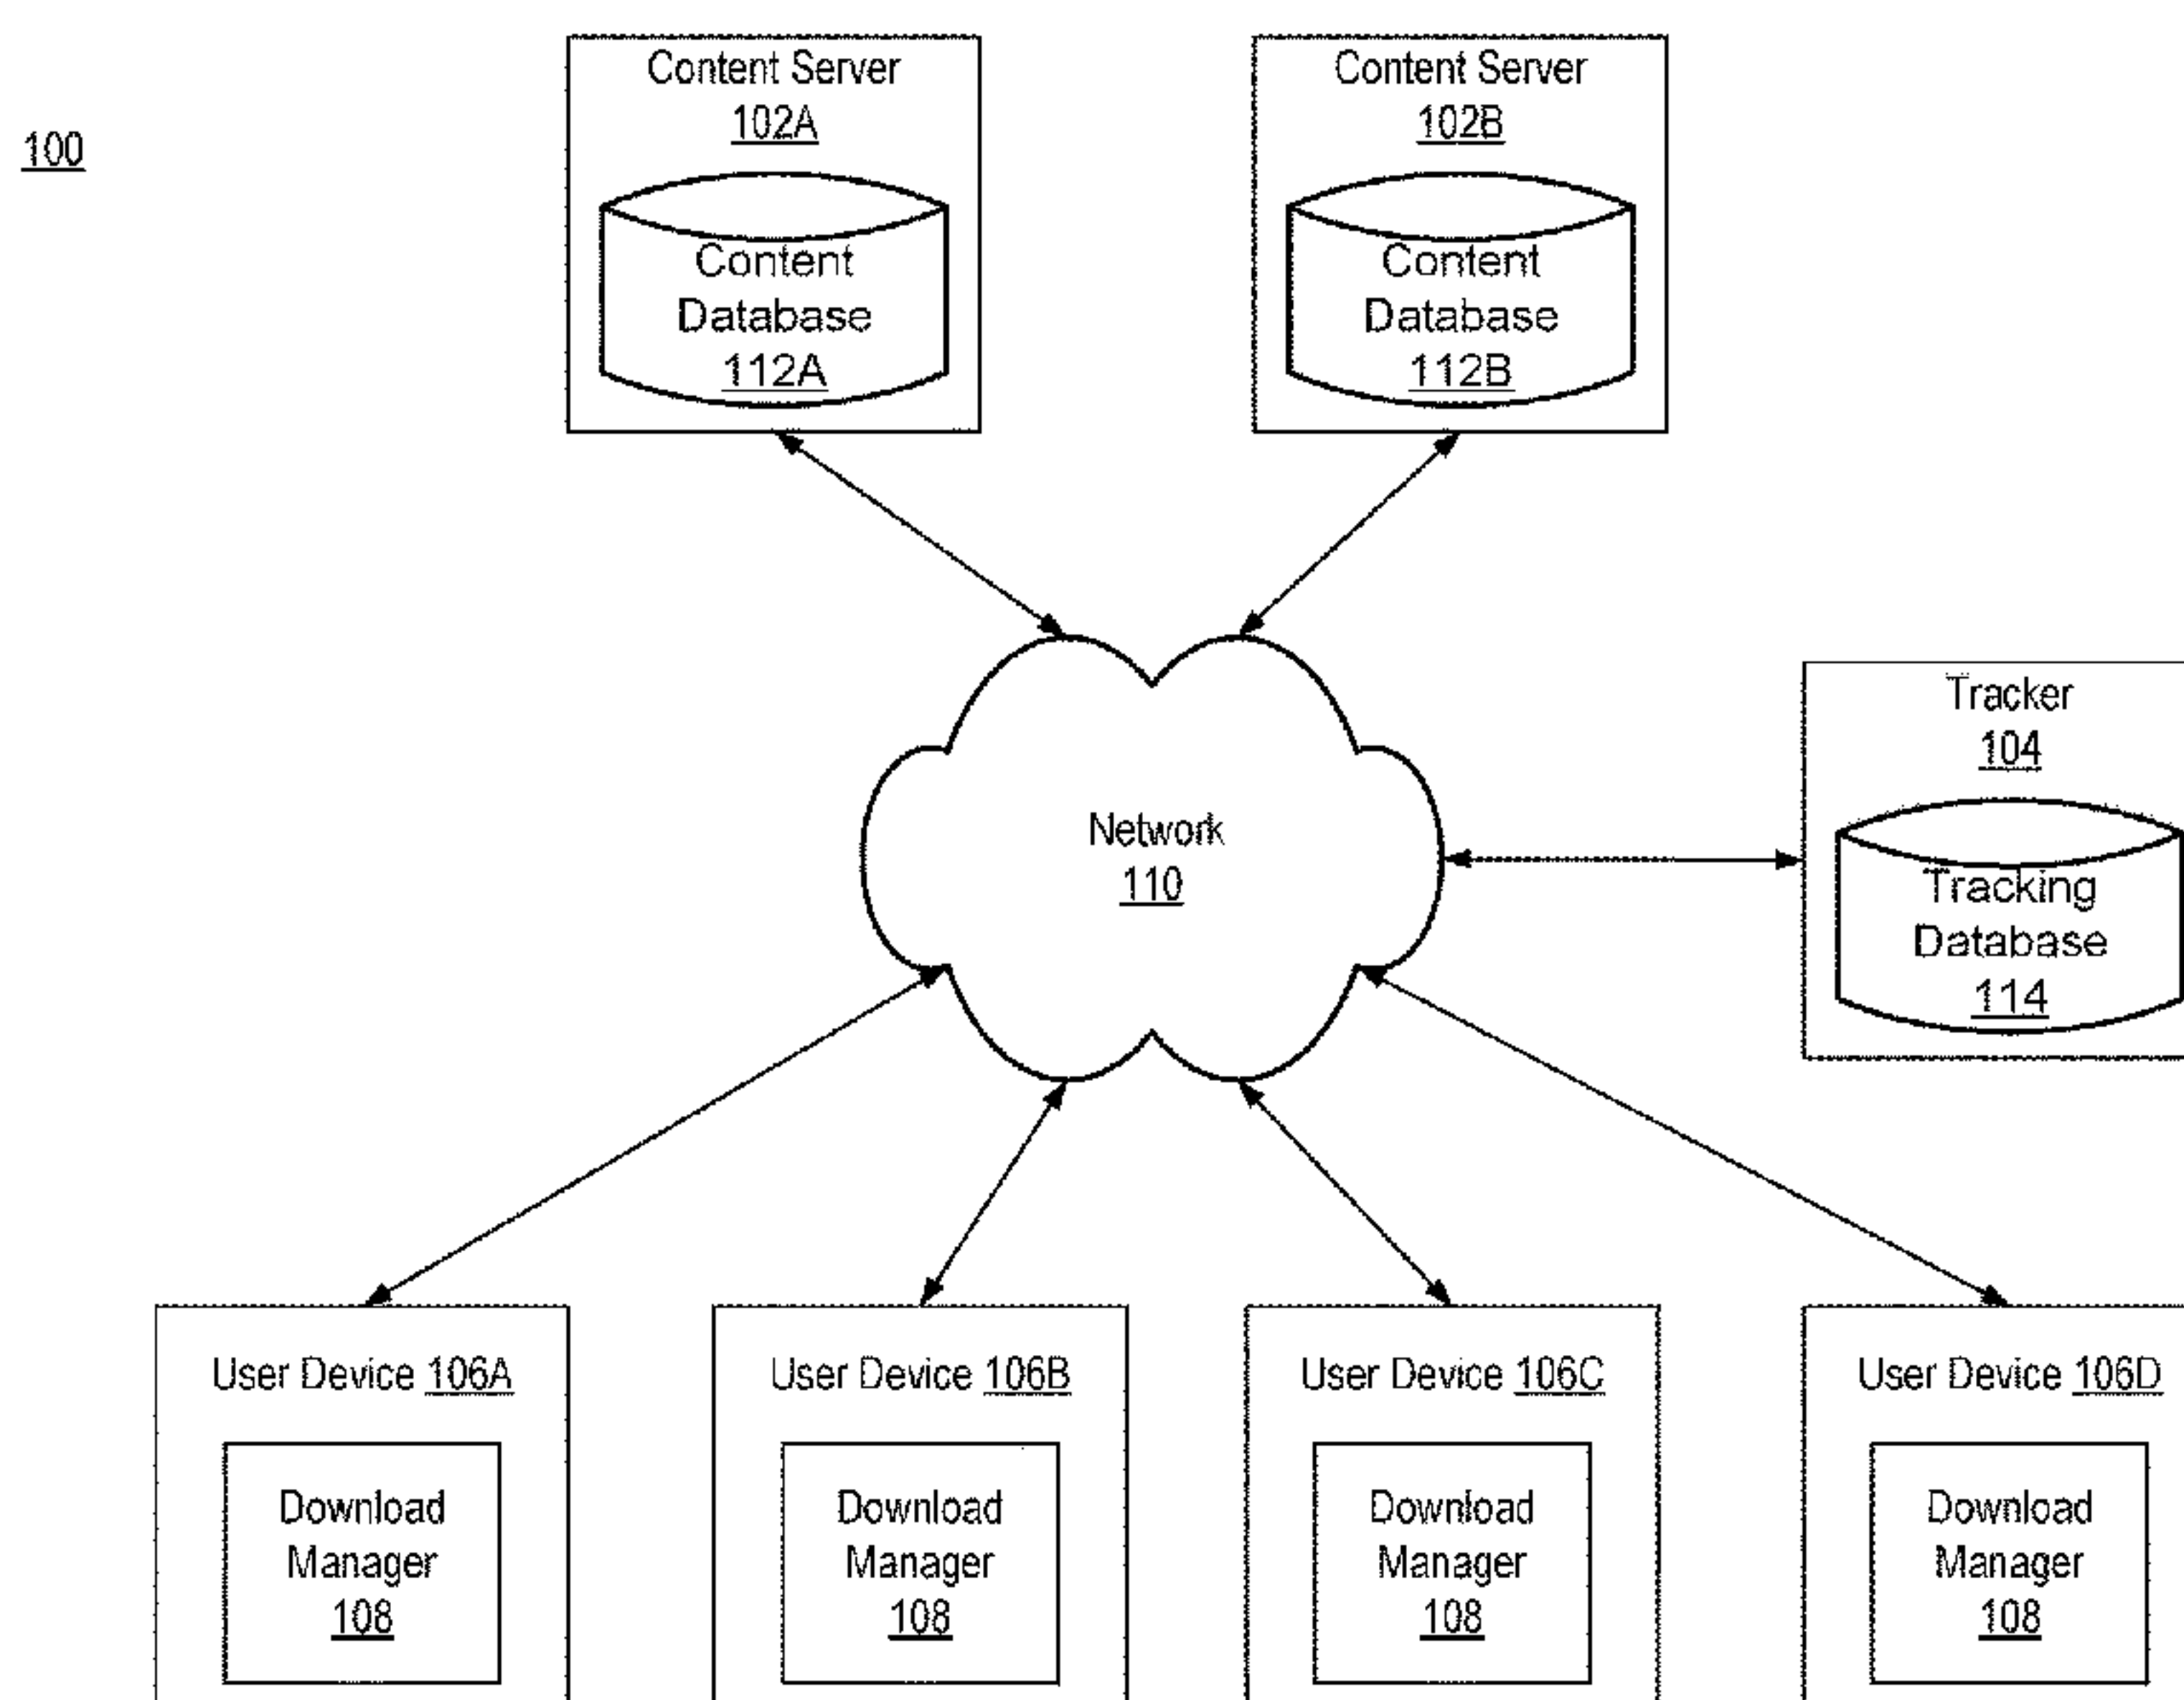 100
Content Server
102A
Content
Database
112A
Content Server
102B
Content
Database
112B
Network
110
Tracker
104
Tracking
Database
114
User Device 106A
Download
Manager
108
User Device 106B
Download
Manager
108
User Device 106C
Download
Manager
108
User Device 106D
Download
Manager
108